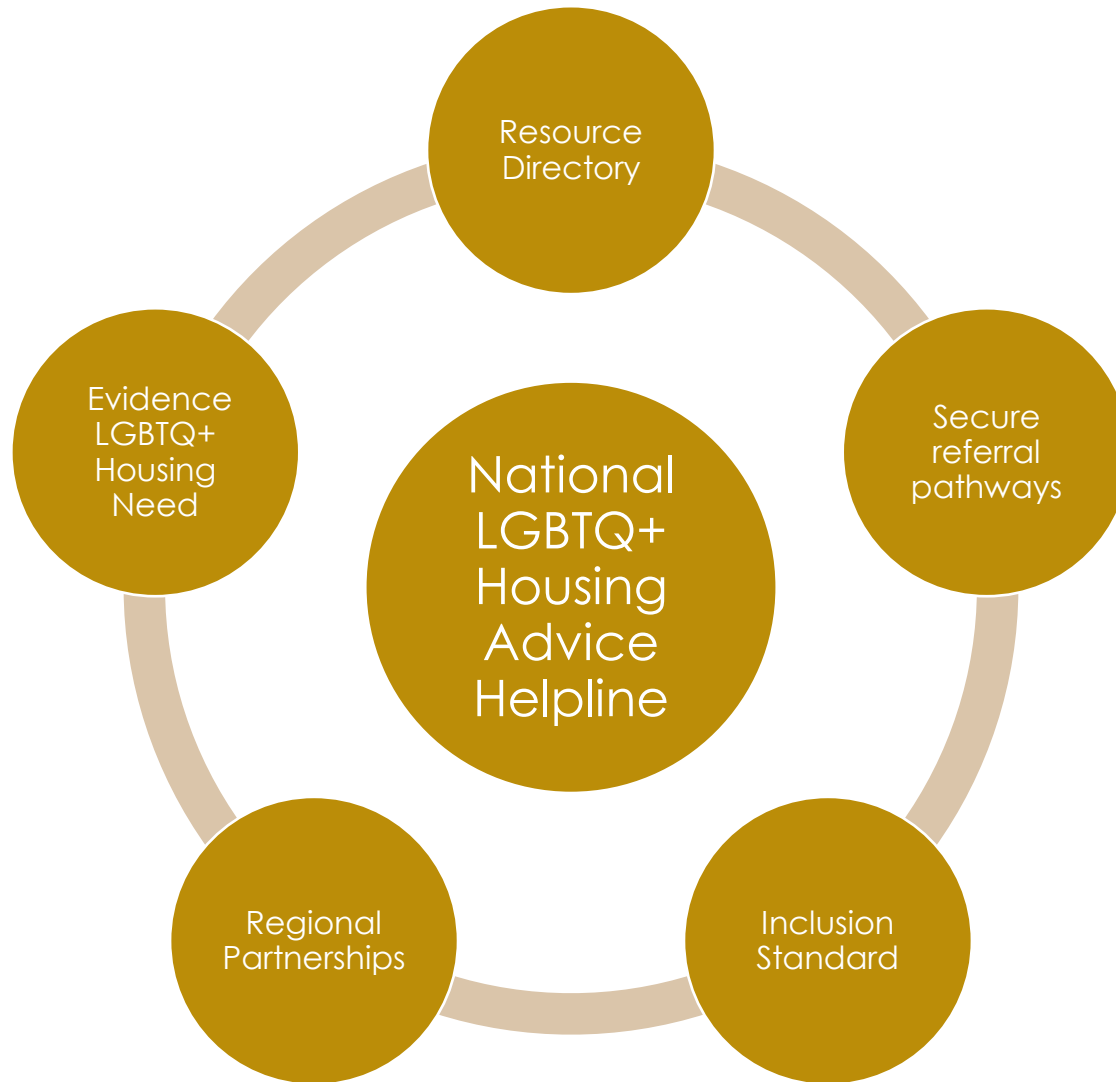 Resource
Directory
Evidence
LGBTQ+
Housing
Need
Secure
referral
pathways
National
LGBTQ+
Housing
Advice
Helpline
Regional
Partnerships
Inclusion
Standard